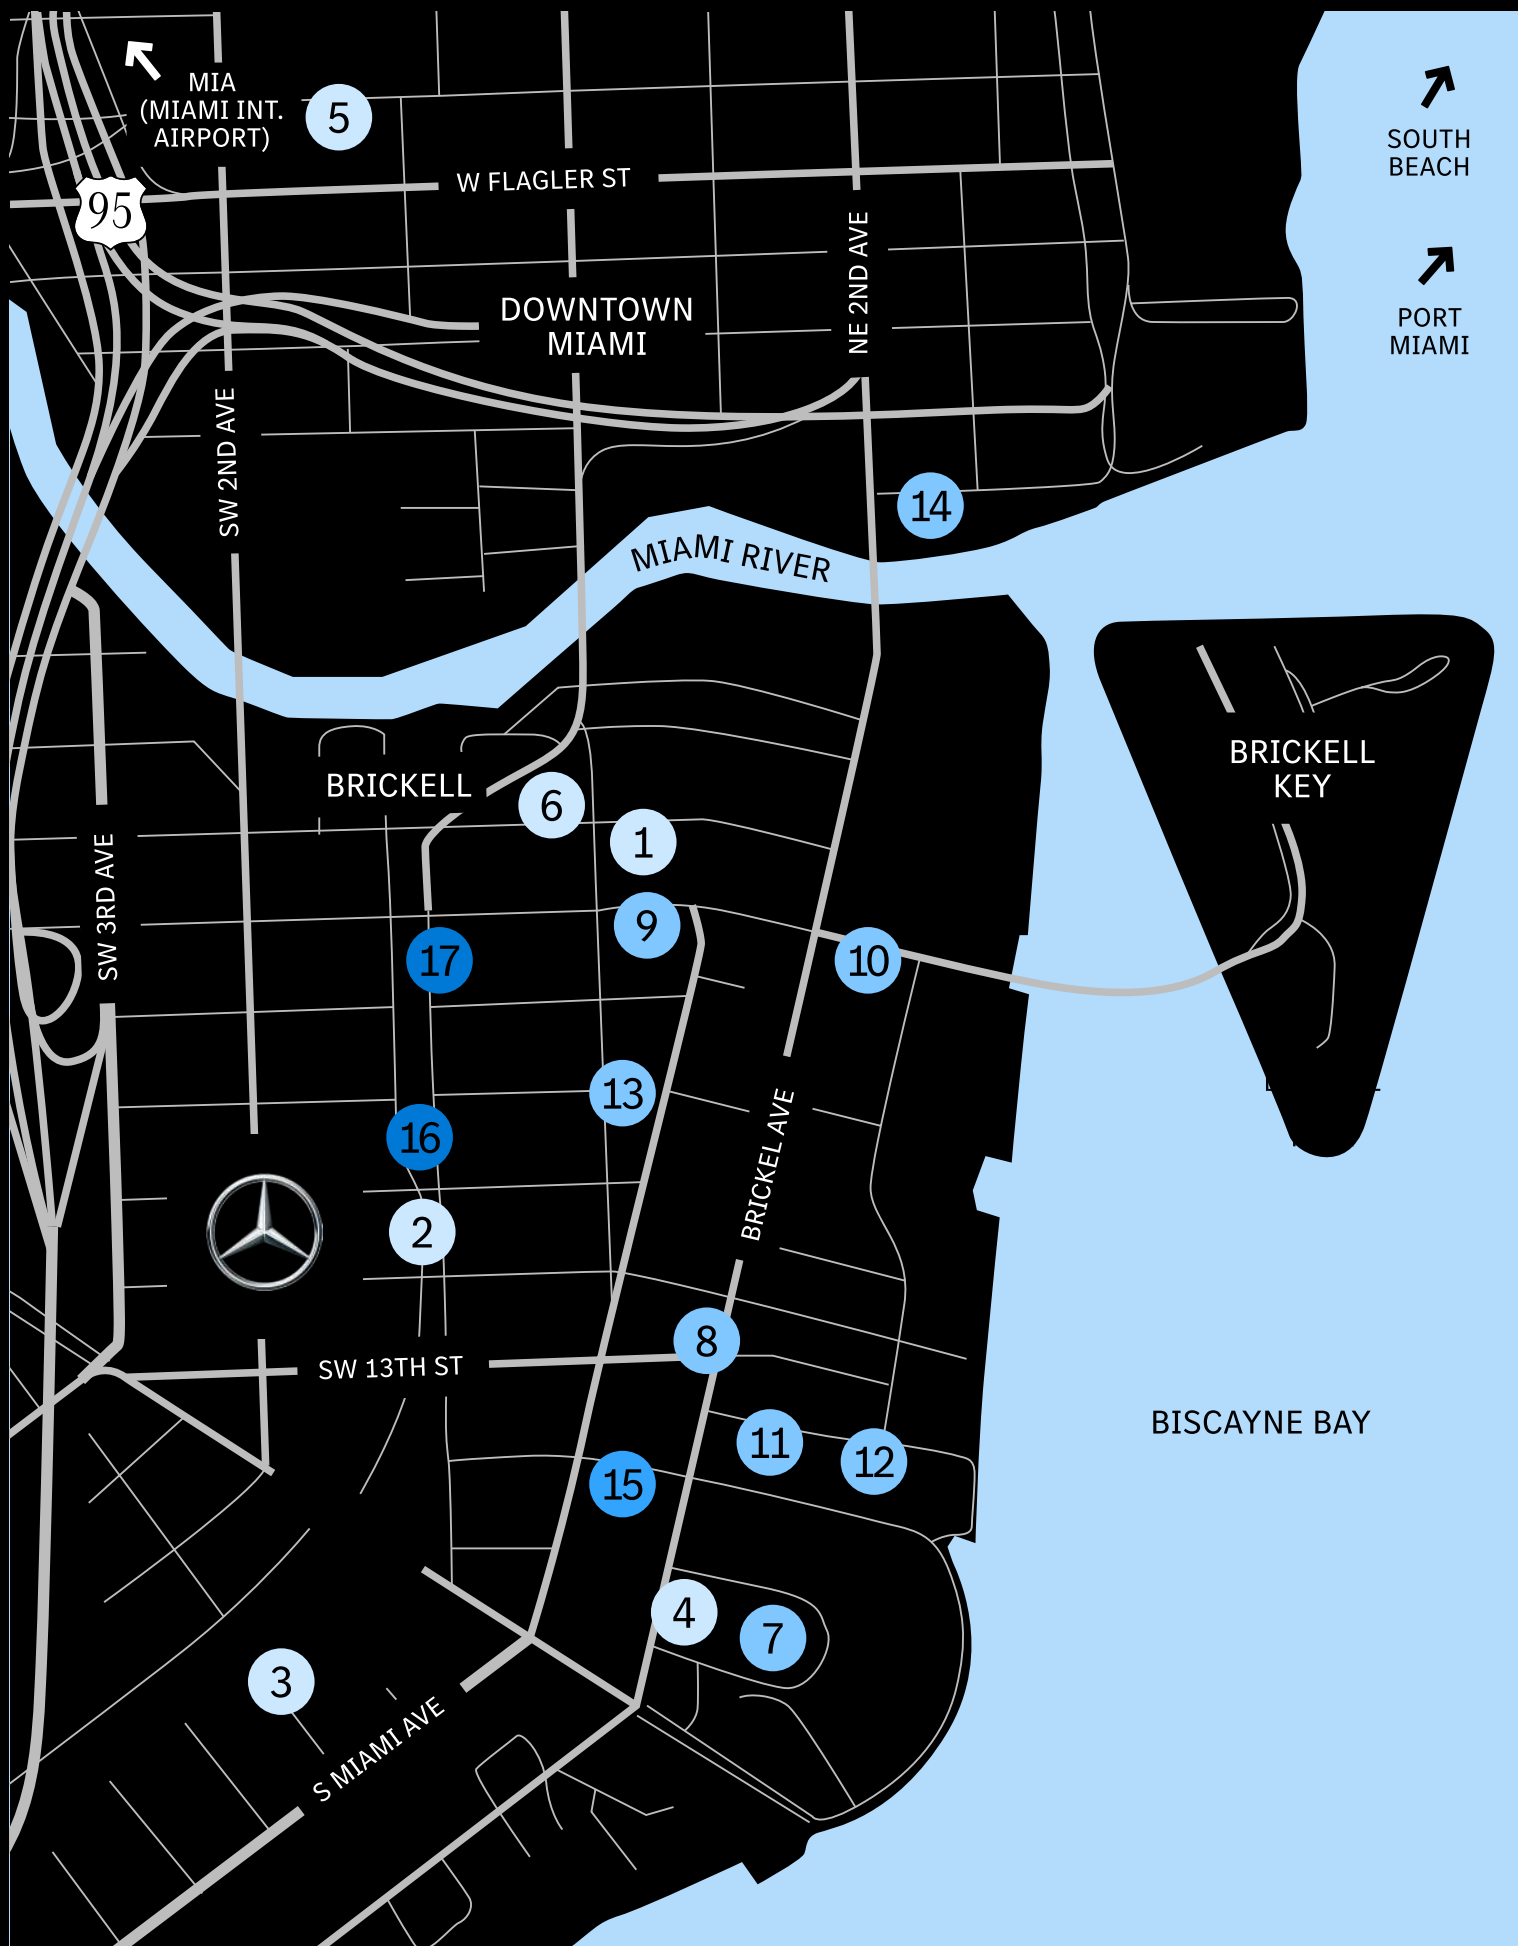 MIA
(MIAMI INT.
AIRPORT)
5
SOUTH
BEACH
95
W FLAGLER ST
NE 2ND AVE
PORT
MIAMI
DOWNTOWN
MIAMI
SW 2ND AVE
14
MIAMI RIVER
BRICKELL
KEY
BRICKELL
6
1
SW 3RD AVE
9
17
10
13
16
BRICKEL AVE
2
8
SW 13TH ST
BISCAYNE BAY
11
12
15
4
7
3
S MIAMI AVE